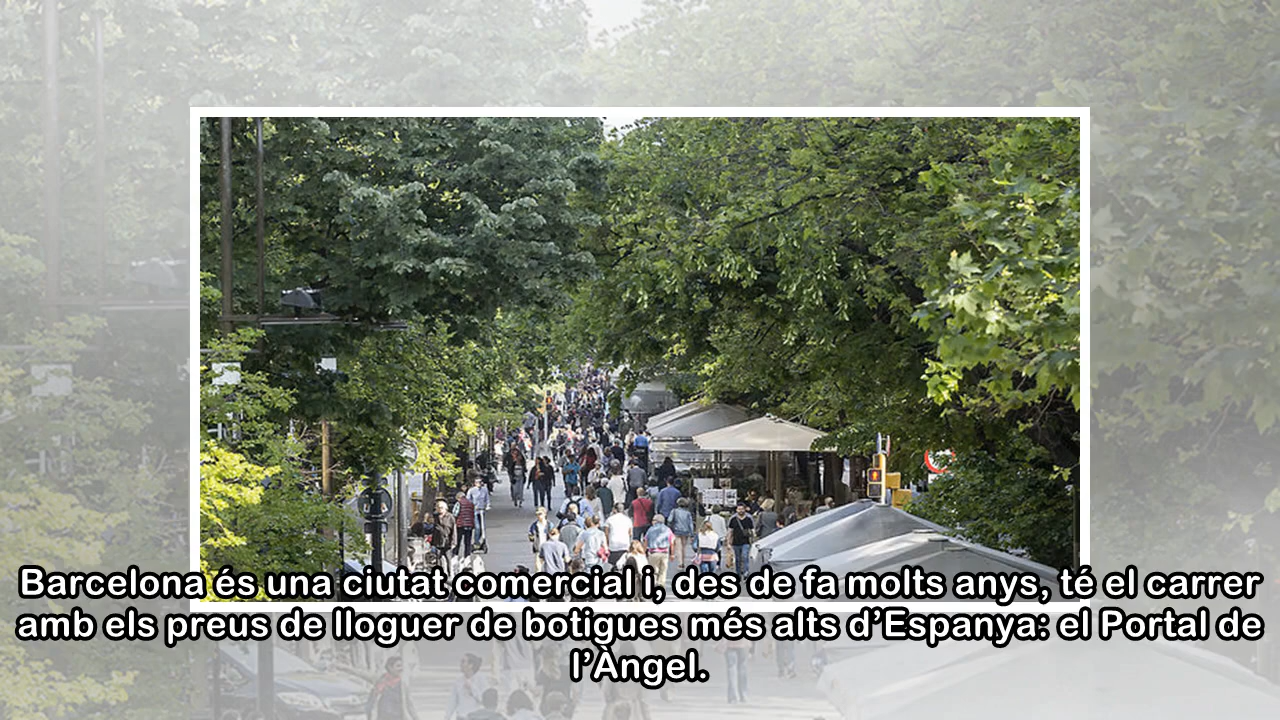 Barcelona és una ciutat comercial i, des de fa molts anys, té el carrer
amb els preus de lloguer de botigues més alts d’Espanya: el Portal de
l’Àngel.